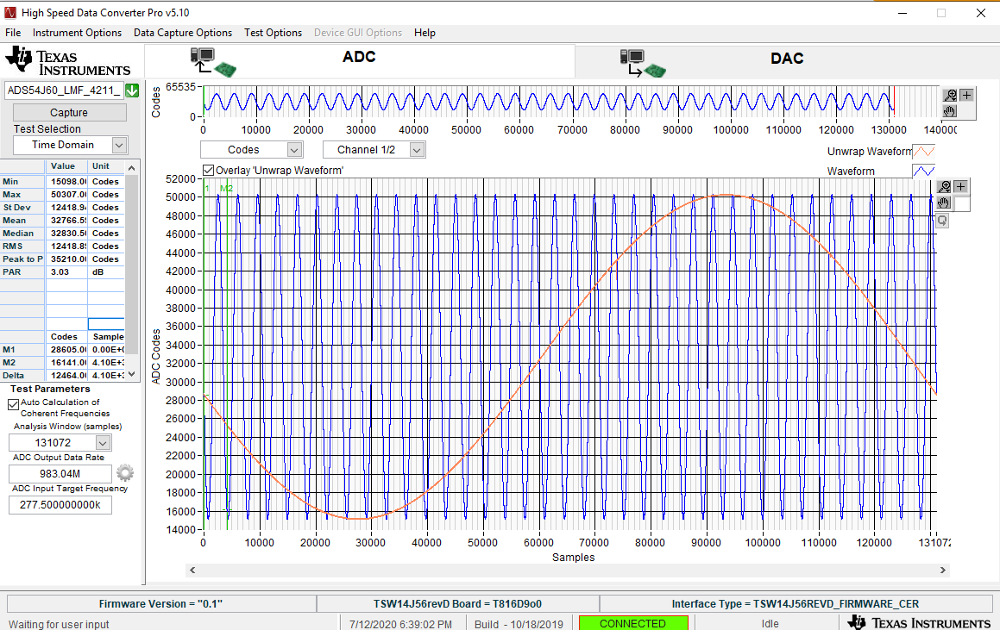 High Speed Data Converter Pro v5.10
File Instrument Options Data Capture Options Test Options Device GUI Options Help
TEXAS INSTRUMENTS
ADC
DAC
ADS54J60_LMF_4211_
Capture
Test Selection
Time Domain
Value Unit
Min 15098.00 Codes
Max 50307.00 Codes
St Dev 12418.94 Codes
Mean 32766.59 Codes
Median 32830.50 Codes
RMS 12418.89 Codes
Peak to P 35210.00 Codes
PAR 3.03 dB
Codes Sample
M1 28605.00 0.00E+0
M2 16141.00 4.10E+3
Delta 12464.00 4.10E+3
Test Parameters
Auto Calculation of
Coherent Frequencies
Analysis Window (samples)
131072
ADC Output Data Rate
983.04M
ADC Input Target Frequency
277.500000000k
Codes
65535
0
0 10000 20000 30000 40000 50000 60000 70000 80000 90000 100000 110000 120000 130000 140000
Codes
Channel 1/2
Unwrap Waveform
Overlay 'Unwrap Waveform'
Waveform
1 M2
ADC Codes
52000
50000
48000
46000
44000
42000
40000
38000
36000
34000
32000
30000
28000
26000
24000
22000
20000
18000
16000
14000
0 10000 20000 30000 40000 50000 60000 70000 80000 90000 100000 110000 120000 131072
Samples
Firmware Version = "0.1" TSW14J56revD Board = T816D9o0 Interface Type = TSW14J56REVD_FIRMWARE_CER
Waiting for user input 7/12/2020 6:39:02 PM Build - 10/18/2019 CONNECTED Idle TEXAS INSTRUMENTS